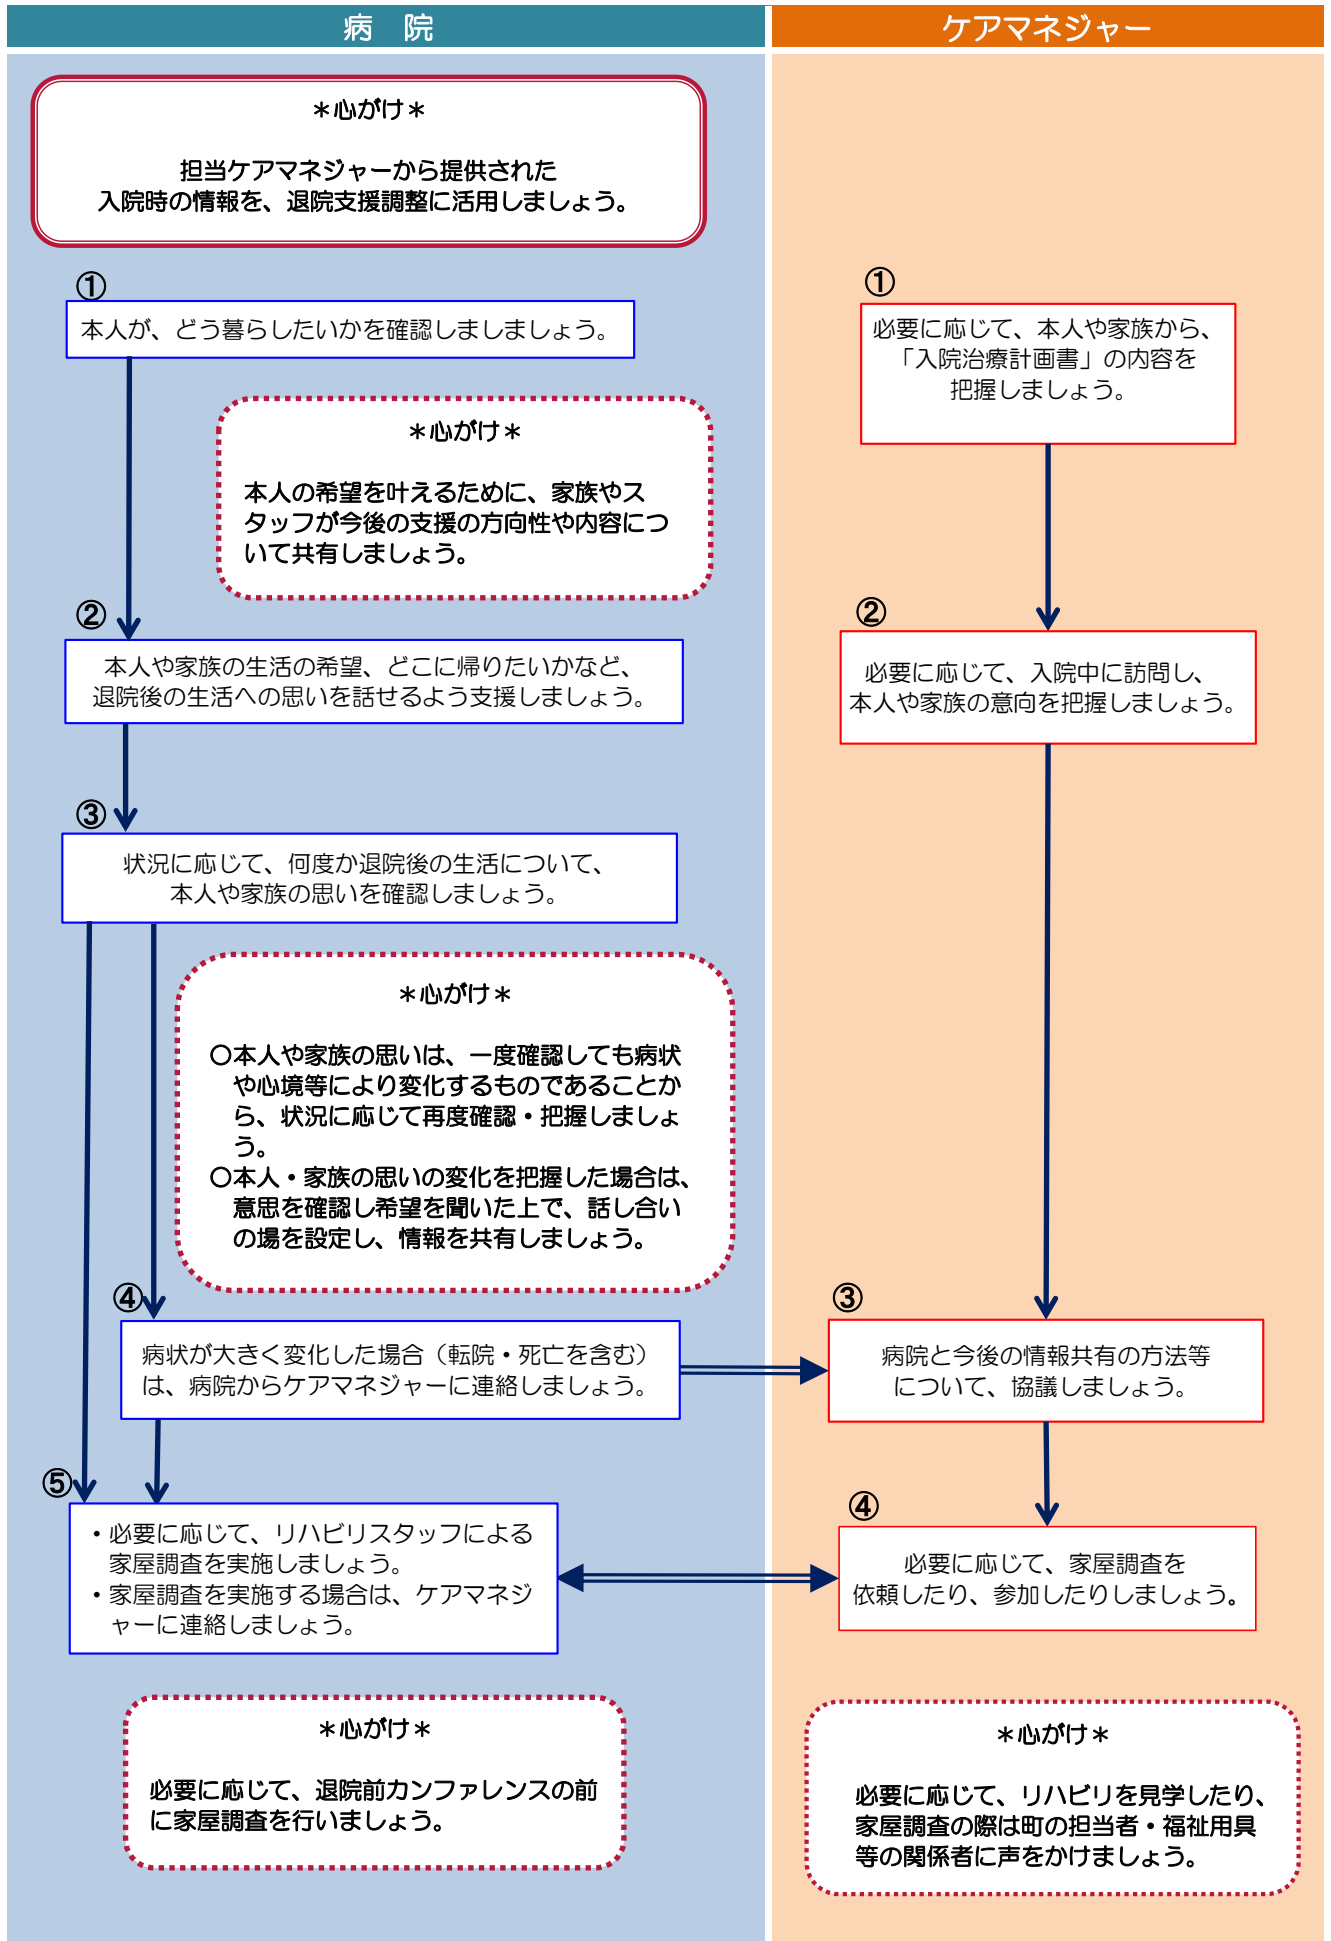 病　院
＊心がけ＊
担当ケアマネジャーから提供された
入院時の情報を、退院支援調整に活用しましょう。
①
本人が、どう暮らしたいかを確認しましましょう。
＊心がけ＊
本人の希望を叶えるために、家族やス
タッフが今後の支援の方向性や内容につ
いて共有しましょう。
②
本人や家族の生活の希望、どこに帰りたいかなど、
退院後の生活への思いを話せるよう支援しましょう。
③
状況に応じて、何度か退院後の生活について、
本人や家族の思いを確認しましょう。
＊心がけ＊
〇本人や家族の思いは、一度確認しても病状
や心境等により変化するものであることか
ら、状況に応じて再度確認・把握しましょ
う。
〇本人・家族の思いの変化を把握した場合は、
意思を確認し希望を聞いた上で、話し合い
の場を設定し、情報を共有しましょう。
④
病状が大きく変化した場合（転院・死亡を含む）
は、病院からケアマネジャーに連絡しましょう。
⑤
・必要に応じて、リハビリスタッフによる
家屋調査を実施しましょう。
・家屋調査を実施する場合は、ケアマネジ
ャーに連絡しましょう。
＊心がけ＊
必要に応じて、退院前カンファレンスの前
に家屋調査を行いましょう。
ケアマネジャー
①
必要に応じて、本人や家族から、
「入院治療計画書」の内容を
把握しましょう。
②
必要に応じて、入院中に訪問し、
本人や家族の意向を把握しましょう。
③
病院と今後の情報共有の方法等
について、協議しましょう。
④
必要に応じて、家屋調査を
依頼したり、参加したりしましょう。
＊心がけ＊
必要に応じて、リハビリを見学したり、
家屋調査の際は町の担当者・福祉用具
等の関係者に声をかけましょう。